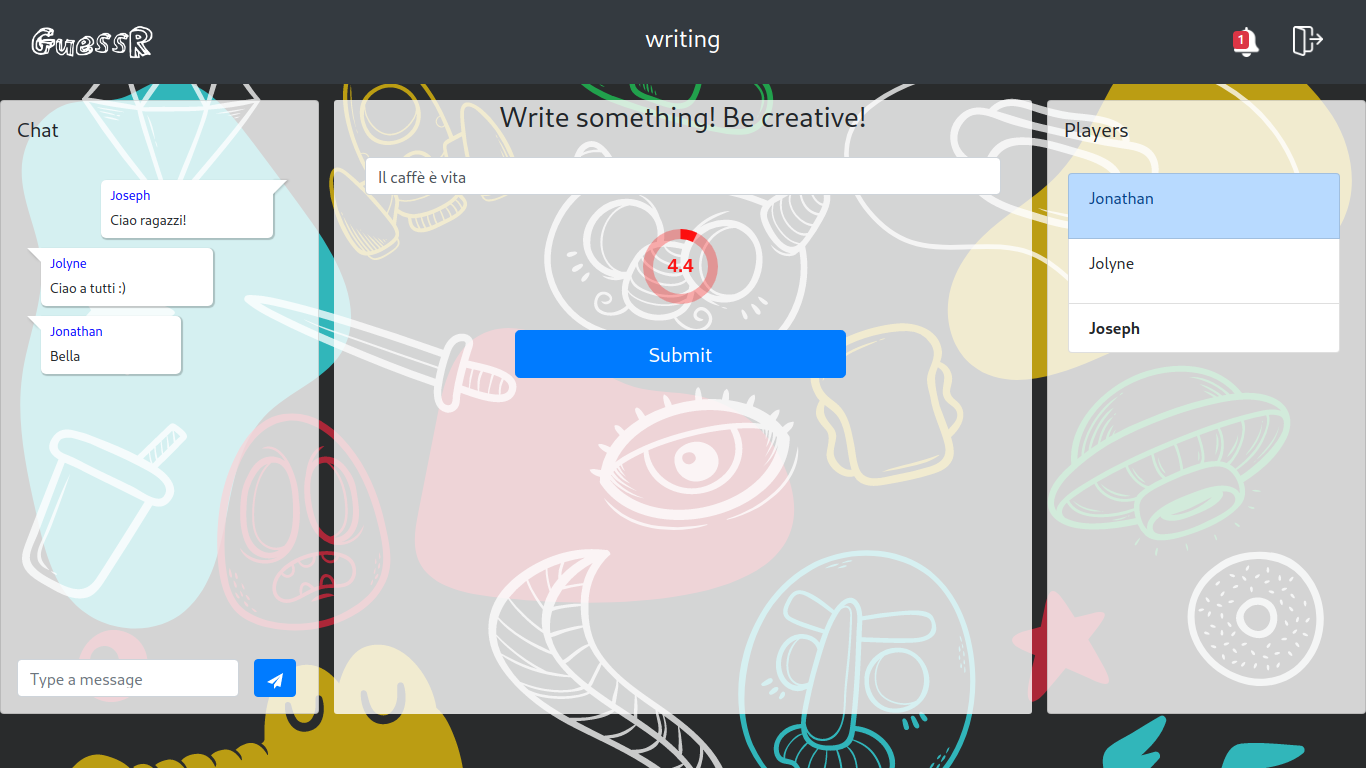 GuessR
writing
1
Chat
Joseph
Ciao ragazzi!
Jolyne
Ciao a tutti :)
Jonathan
Bella
Type a message
Write something! Be creative!
Il caffè è vita
4.4
Submit
Players
Jonathan
Jolyne
Joseph